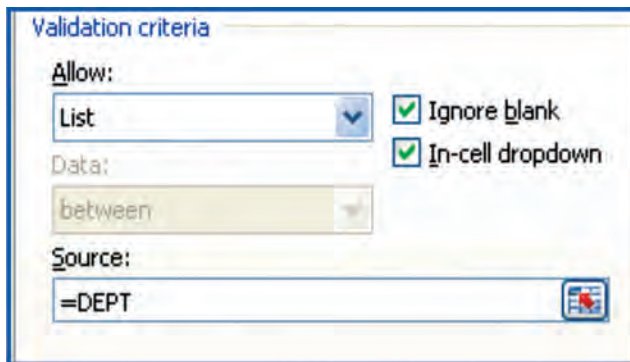 Validation criteria
Allow:
List
Ignore blank
In-cell dropdown
Data:
between
Source:
=DEPT